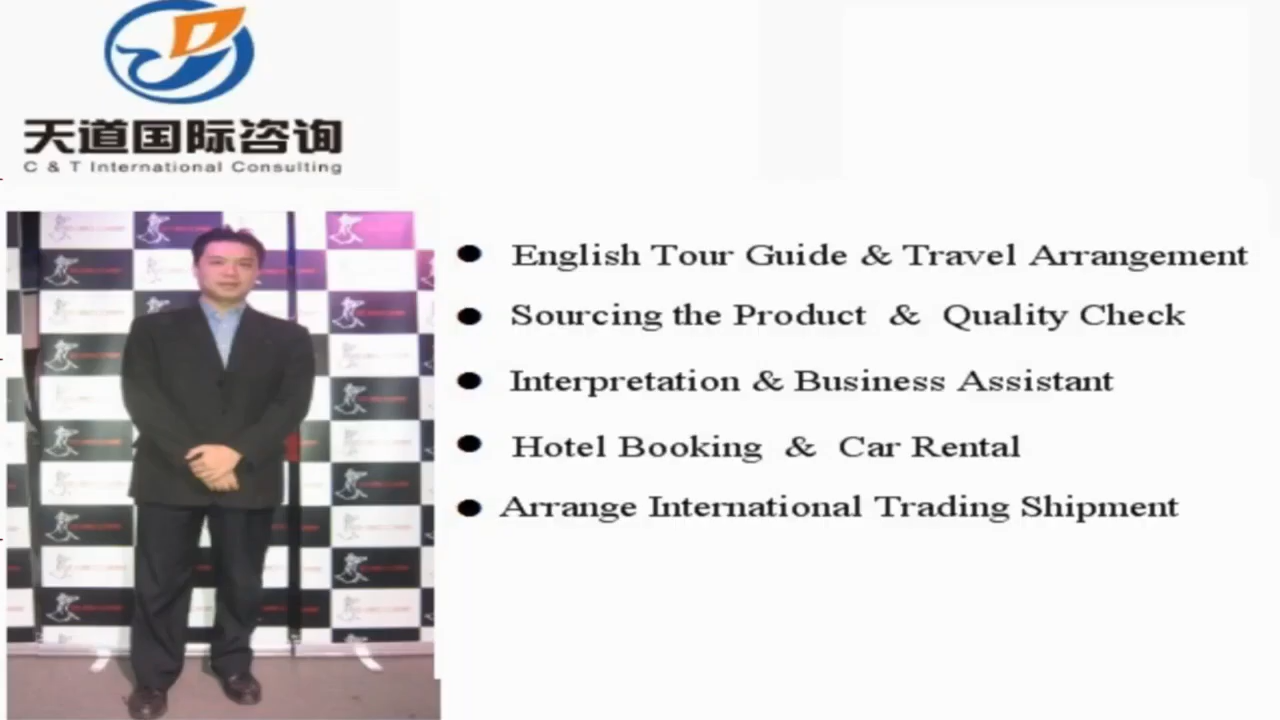 天道国际咨询
C & T International Consulting
● English Tour Guide & Travel Arrangement
● Sourcing the Product & Quality Check
● Interpretation & Business Assistant
● Hotel Booking & Car Rental
● Arrange International Trading Shipment